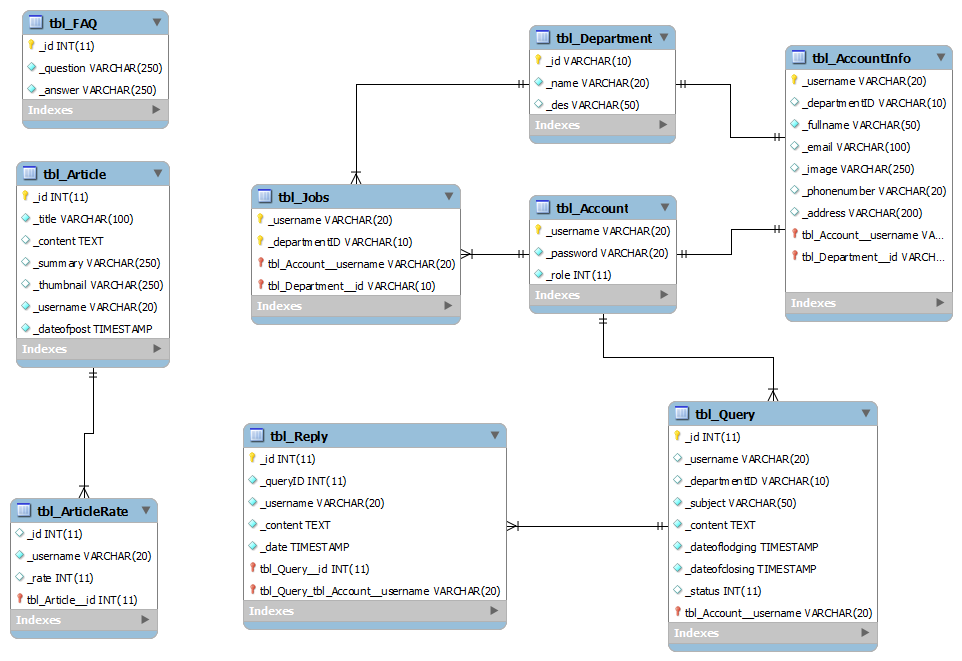 tbl_FAQ
_id INT(11)
_question VARCHAR(250)
_answer VARCHAR(250)
Indexes
tbl_Department
_id VARCHAR(10)
_name VARCHAR(20)
_des VARCHAR(50)
Indexes
tbl_AccountInfo
_username VARCHAR(20)
_departmentID VARCHAR(10)
_fullname VARCHAR(50)
_email VARCHAR(100)
_image VARCHAR(250)
_phonenumber VARCHAR(20)
_address VARCHAR(200)
tbl_Account__username VA...
tbl_Department__id VARCH...
Indexes
tbl_Article
_id INT(11)
_title VARCHAR(100)
_content TEXT
_summary VARCHAR(250)
_thumbnail VARCHAR(250)
_username VARCHAR(20)
_dateofpost TIMESTAMP
Indexes
tbl_Jobs
_username VARCHAR(20)
_departmentID VARCHAR(10)
tbl_Account__username VARCHAR(20)
tbl_Department__id VARCHAR(10)
Indexes
tbl_Account
_username VARCHAR(20)
_password VARCHAR(20)
_role INT(11)
Indexes
tbl_Query
_id INT(11)
_username VARCHAR(20)
_departmentID VARCHAR(10)
_subject VARCHAR(50)
_content TEXT
_dateoflodging TIMESTAMP
_dateofclosing TIMESTAMP
_status INT(11)
tbl_Account__username VARCHAR(20)
Indexes
tbl_Reply
_id INT(11)
_queryID INT(11)
_username VARCHAR(20)
_content TEXT
_date TIMESTAMP
tbl_Query__id INT(11)
tbl_Query_tbl_Account__username VARCHAR(20)
Indexes
tbl_ArticleRate
_id INT(11)
_username VARCHAR(20)
_rate INT(11)
tbl_Article__id INT(11)
Indexes